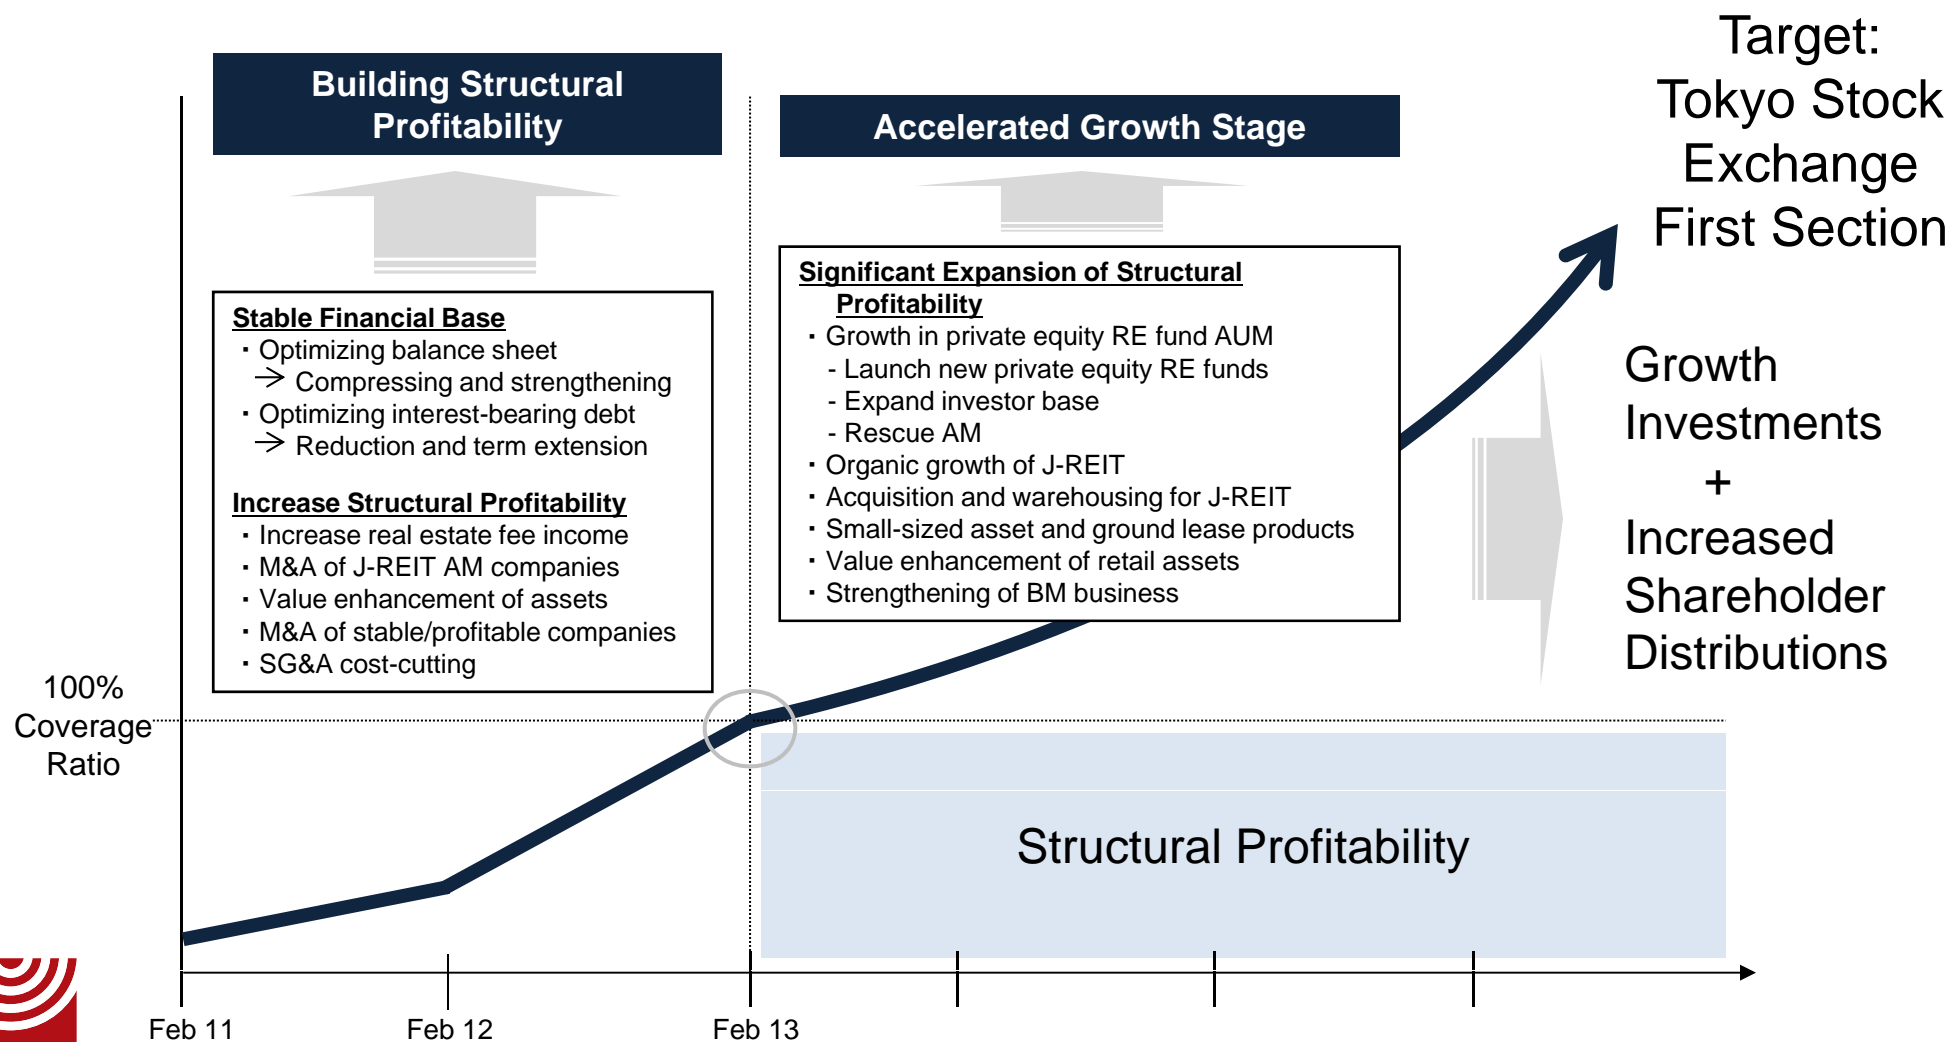 Target:
Tokyo Stock
Exchange
First Section
Building Structural
Profitability
Accelerated Growth Stage
Stable Financial Base
・Optimizing balance sheet
→ Compressing and strengthening
・Optimizing interest-bearing debt
→ Reduction and term extension
Increase Structural Profitability
・Increase real estate fee income
・M&A of J-REIT AM companies
・Value enhancement of assets
・M&A of stable/profitable companies
・SG&A cost-cutting
Significant Expansion of Structural
Profitability
・Growth in private equity RE fund AUM
- Launch new private equity RE funds
- Expand investor base
- Rescue AM
・Organic growth of J-REIT
・Acquisition and warehousing for J-REIT
・Small-sized asset and ground lease products
・Value enhancement of retail assets
・Strengthening of BM business
Growth
Investments
+
Increased
Shareholder
Distributions
100%
Coverage
Ratio
Structural Profitability
Feb 11
Feb 12
Feb 13